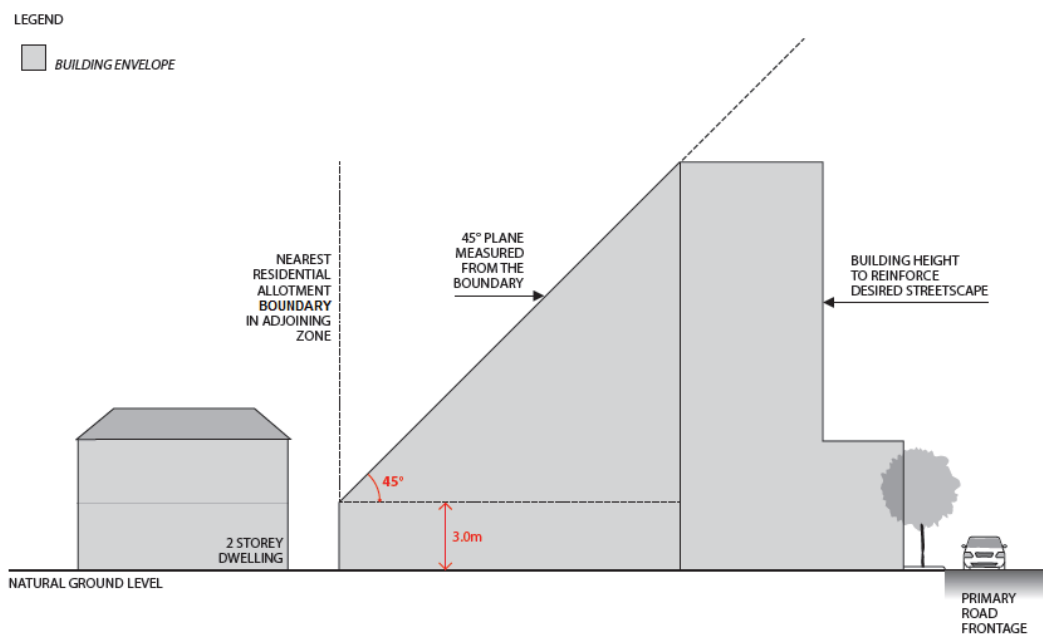 LEGEND
BUILDING ENVELOPE
NEAREST
RESIDENTIAL
ALLOTMENT
BOUNDARY
IN ADJOINING
ZONE
45° PLANE
MEASURED
FROM THE
BOUNDARY
BUILDING HEIGHT
TO REINFORCE
DESIRED STREETSCAPE
45°
3.0m
2 STOREY
DWELLING
NATURAL GROUND LEVEL
PRIMARY
ROAD
FRONTAGE